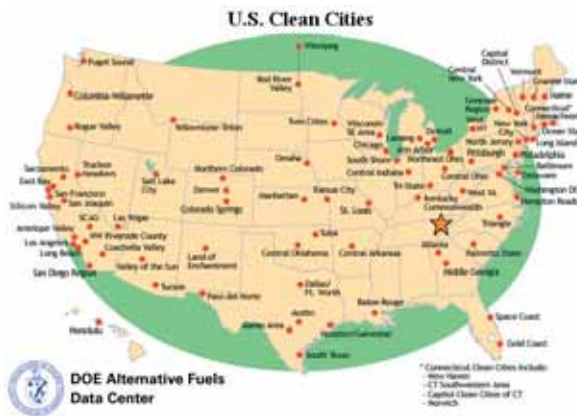 U.S. Clean Cities
Winnipeg
Puget Sound
Red River
Valley
Columbia-Willamette
Rogue Valley
Yellowstone-Teton
Twin Cities
Wisconsin
SE Area
Chicago
South Shore
Lansing
Detroit
Ann Arbor
Northeast Ohio
Central Indiana
Tri-State
Kentucky
Commonwealth
Central Ohio
Pittsburgh
Central
New York
Capitol
District
Vermont
Granite State
Maine
Connecticut*
Ocean State
Long Island
New York
City
North Jersey
Philadelphia
Baltimore
Delaware
Washington DC
Hampton Roads
Triangle
Palmetto State
Atlanta
Middle Georgia
Space Coast
Gold Coast
Sacramento
East Bay
San Francisco
San Joaquin
Silicon Valley
Truckee
Meadows
Salt Lake
City
Northern Colorado
Denver
Colorado Springs
Omaha
Manhattan
Kansas City
St. Louis
Las Vegas
SCAG
Antelope Valley
Los Angeles
Long Beach
Riverside County
Coachella Valley
San Diego Region
Valley of the Sun
Tucson
Land of
Enchantment
Paso del Norte
Tulsa
Central Oklahoma
Central Arkansas
Dallas/
Ft. Worth
Austin
Alamo Area
Houston/Galveston
Baton Rouge
South Texas
Honolulu
DOE Alternative Fuels
Data Center
* Connecticut Clean Cities Include:
- New Haven
- CT Southwestern Area
- Capitol Clean Cities of CT
- Norwich